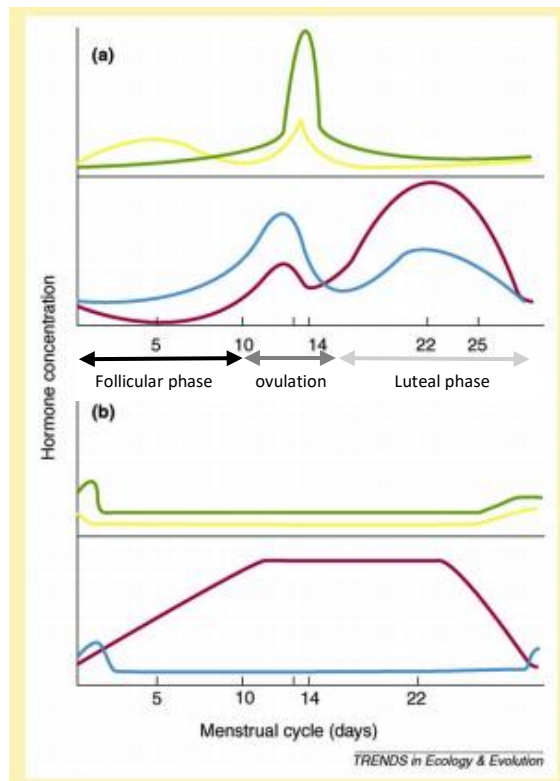 (a)
Hormone concentration
5 10 14 22 25
Follicular phase ovulation Luteal phase
(b)
5 10 14 22
Menstrual cycle (days)
TRENDS in Ecology & Evolution